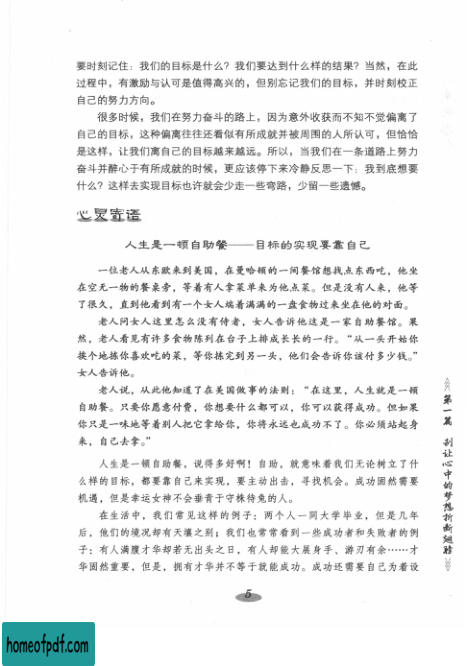 要时刻记住：我们的目标是什么？我们要达到什么样的结果？当然，在此
过程中，有激励与认可是值得高兴的，但别忘记我们的目标，并时刻校正
自己的努力方向。
很多时候，我们在努力奋斗的路上，因为意外收获而不知不觉偏离了
自己的目标，这种偏离往往还看似有所成就并被周围的人所认可，但恰恰
是这样，让我们离自己的目标越来越远。所以，当我们在一条道路上努力
奋斗并醉心于有所成就的时候，更应该停下来冷静反思一下：我到底想要
什么？这样去实现目标也许就会少走一些弯路，少留一些遗憾。
心灵寄语
人生是一顿自助餐——目标的实现要靠自己
一位老人从东欧来到美国，在曼哈顿的一间餐馆想找点东西吃，他坐
在空无一物的餐桌旁，等着有人拿菜单来为他点菜。但是没有人来，他等
了很久，直到他看到有一个女人端着满满的一盘食物过来坐在他的对面。
老人问女人这里怎么没有侍者，女人告诉他这是一家自助餐馆。果
然，老人看见有许多食物陈列在台子上排成长长的一行。“从一头开始你
挨个地拣你喜欢吃的菜，等你拣完到另一头，他们会告诉你该付多少钱。”
女人告诉他。
老人说，从此他知道了在美国做事的法则：“在这里，人生就是一顿
自助餐。只要你愿意付费，你想要什么都可以，你可以获得成功。但如果
你只是一味地等着别人把它拿给你，你将永远也成功不了。你必须站起身
来，自己去拿。”
人生是一顿自助餐，说得多好啊！自助，就意味着我们无论树立了什
么样的目标，都要靠自己来实现，要主动出击，寻找机会。成功固然需要
机遇，但是幸运女神不会垂青于守株待兔的人。
在生活中，我们常见这样的例子：两个人一同大学毕业，但是几年
后，他们的境况却有天壤之别；我们也常常看到一些成功者和失败者的例
子：有人满腹才华却若无出头之日，有人却能大展身手、游刃有余……才
华固然重要，但是，拥有才华并不等于就能成功。成功还需要自己为着设
第一篇 别让心中的梦想折断翅膀
5
homeofpdf.com